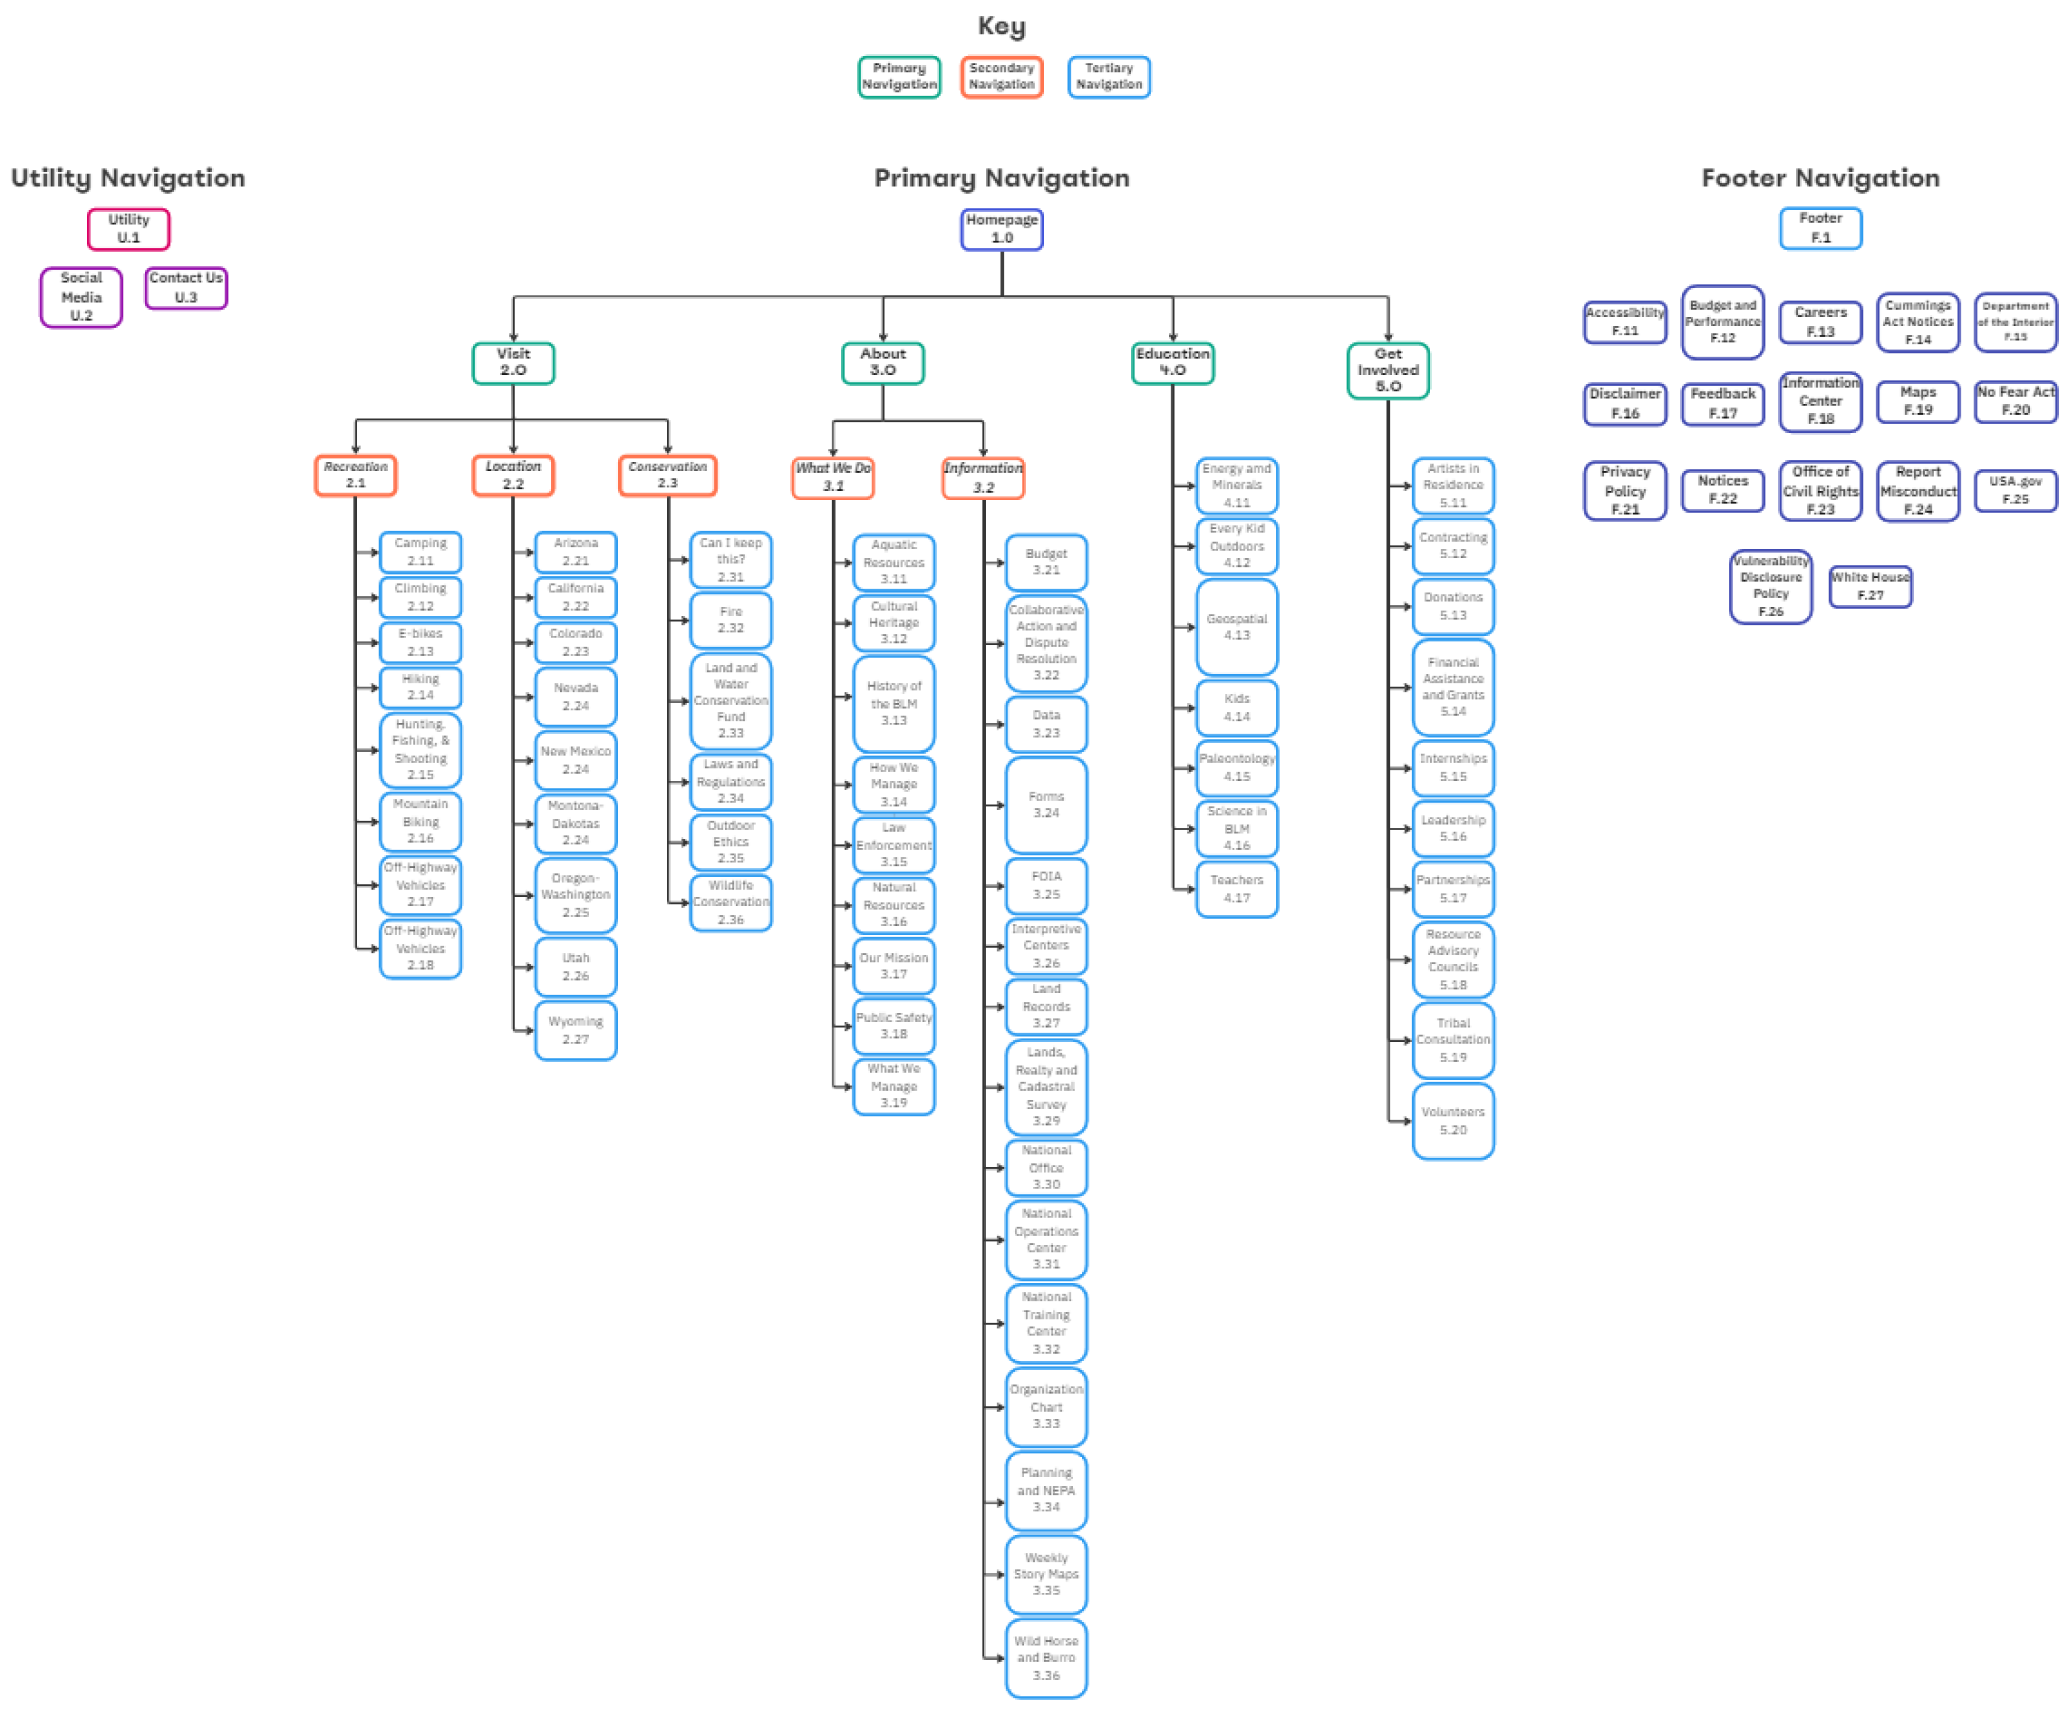 Key
Primary
Navigation
Secondary
Navigation
Tertiary
Navigation
Utility Navigation
Utility
U.1
Social
Media
U.2
Contact Us
U.3
Primary Navigation
Homepage
1.0
Visit
2.0
Recreation
2.1
Camping
2.11
Climbing
2.12
E-bikes
2.13
Hiking
2.14
Hunting,
Fishing, &
Shooting
2.15
Mountain
Biking
2.16
Off-Highway
Vehicles
2.17
Off-Highway
Vehicles
2.18
Location
2.2
Arizona
2.21
California
2.22
Colorado
2.23
Nevada
2.24
New Mexico
2.24
Montona-
Dakotas
2.24
Oregon-
Washington
2.25
Utah
2.26
Wyoming
2.27
Conservation
2.3
Can I keep
this?
2.31
Fire
2.32
Land and
Water
Conservation
Fund
2.33
Laws and
Regulations
2.34
Outdoor
Ethics
2.35
Wildlife
Conservation
2.36
About
3.0
What We Do
3.1
Aquatic
Resources
3.11
Cultural
Heritage
3.12
History of
the BLM
3.13
How We
Manage
3.14
Law
Enforcement
3.15
Natural
Resources
3.16
Our Mission
3.17
Public Safety
3.18
What We
Manage
3.19
Information
3.2
Budget
3.21
Collaborative
Action and
Dispute
Resolution
3.22
Data
3.23
Forms
3.24
FOIA
3.25
Interpretive
Centers
3.26
Land
Records
3.27
Lands,
Realty and
Cadastral
Survey
3.29
National
Office
3.30
National
Operations
Center
3.31
National
Training
Center
3.32
Organization
Chart
3.33
Planning
and NEPA
3.34
Weekly
Story Maps
3.35
Wild Horse
and Burro
3.36
Education
4.0
Energy amd
Minerals
4.11
Every Kid
Outdoors
4.12
Geospatial
4.13
Kids
4.14
Paleontology
4.15
Science in
BLM
4.16
Teachers
4.17
Get
Involved
5.0
Artists in
Residence
5.11
Contracting
5.12
Donations
5.13
Financial
Assistance
and Grants
5.14
Internships
5.15
Leadership
5.16
Partnerships
5.17
Resource
Advisory
Councils
5.18
Tribal
Consultation
5.19
Volunteers
5.20
Footer Navigation
Footer
F.1
Accessibility
F.11
Budget and
Performance
F.12
Careers
F.13
Cummings
Act Notices
F.14
Department
of the Interior
F.15
Disclaimer
F.16
Feedback
F.17
Information
Center
F.18
Maps
F.19
No Fear Act
F.20
Privacy
Policy
F.21
Notices
F.22
Office of
Civil Rights
F.23
Report
Misconduct
F.24
USA.gov
F.25
Vulnerability
Disclosure
Policy
F.26
White House
F.27